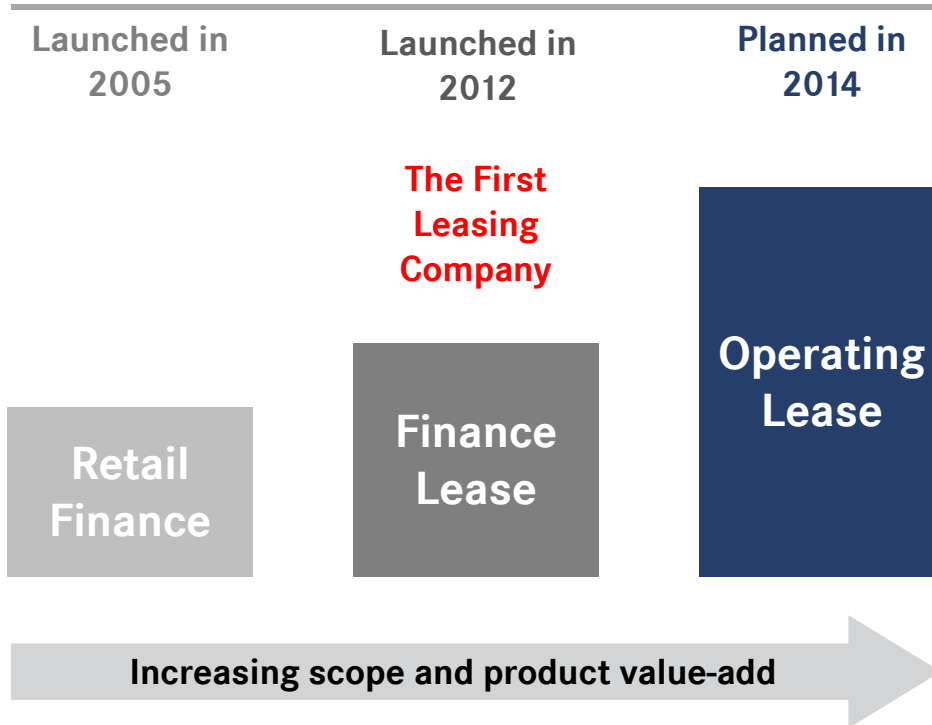 Launched in
2005
Launched in
2012
Planned in
2014
The First
Leasing
Company
Retail
Finance
Finance
Lease
Operating
Lease
Increasing scope and product value-add